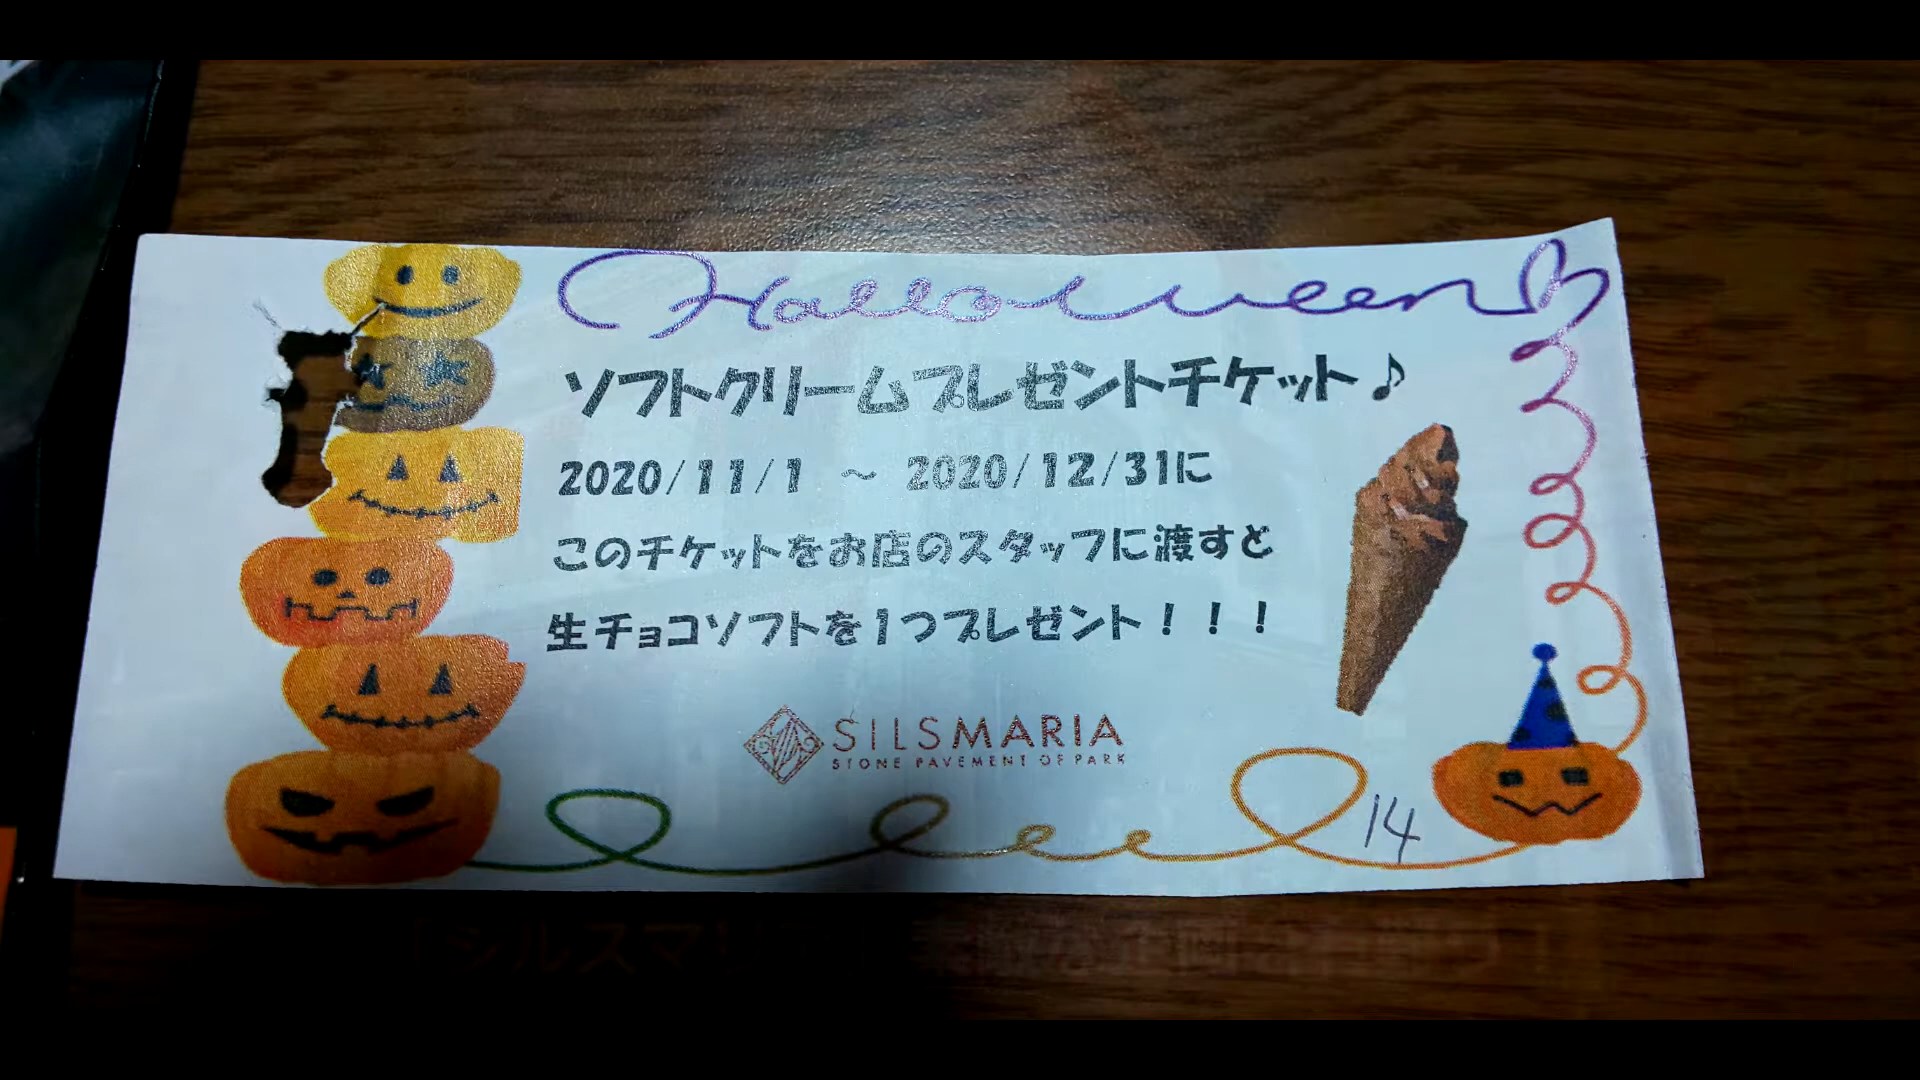 Halloween
ソフトクリームプレゼントチケット♪
2020/11/1 ～ 2020/12/31に
このチケットをお店のスタッフに渡すと
生チョコソフトを1つプレゼント！！！
SILSMARIA
STONE PAVEMENT OF PARK
14